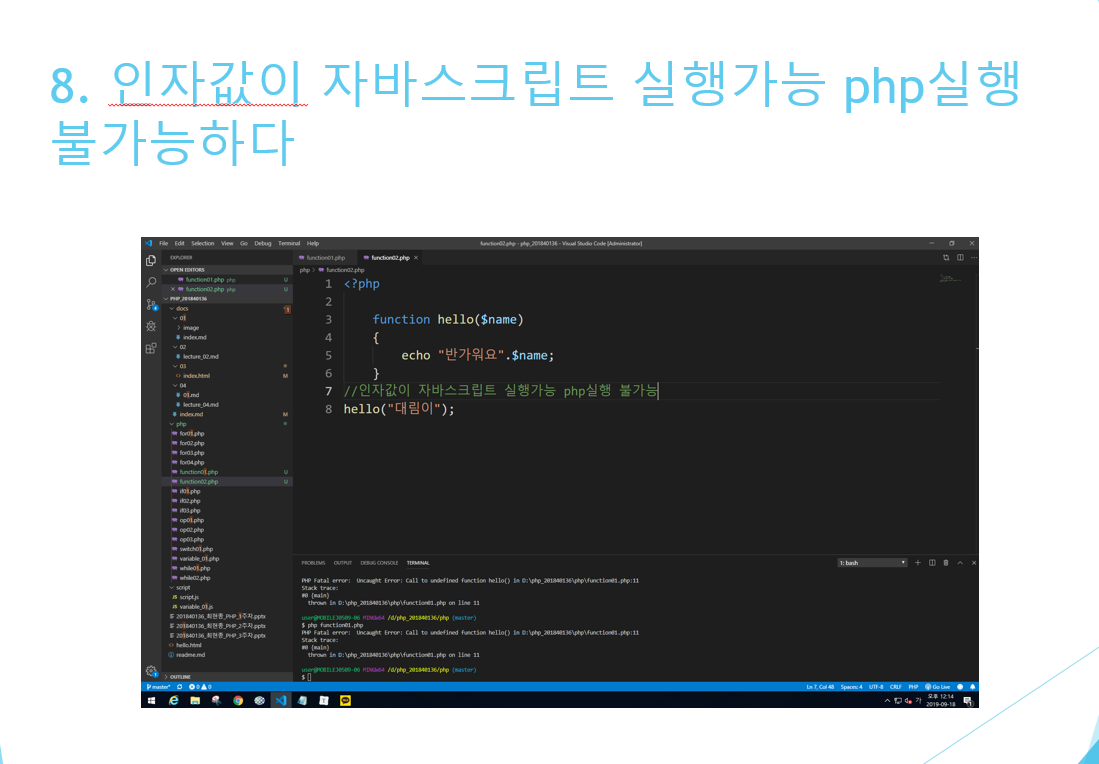 8. 인자값이 자바스크립트 실행가능 php실행
불가능하다
File Edit Selection View Go Debug Terminal Help
function02.php - php_201840136 - Visual Studio Code [Administrator]
EXPLORER
function01.php
function02.php ×
OPEN EDITORS
php › function02.php
function01.php php U
× function02.php php U
PHP_201840136
docs
01
image
index.md
02
lecture_02.md
03
index.html M
04
01.md
lecture_04.md
index.md M
php
for01.php
for02.php
for03.php
for04.php
function01.php U
function02.php U
if01.php
if02.php
if03.php
op01.php
op02.php
op03.php
switch01.php
variable_01.php
while01.php
while02.php
script
JS script.js
JS variable_01.js
201840136_최현종_PHP_1주차.pptx
201840136_최현종_PHP_2주차.pptx
201840136_최현종_PHP_3주차.pptx
hello.html
readme.md
OUTLINE
1 <?php
2
3 function hello($name)
4 {
5 echo "반가워요".$name;
6 }
7 //인자값이 자바스크립트 실행가능 php실행 불가능
8 hello("대림이");
PROBLEMS OUTPUT DEBUG CONSOLE TERMINAL
1: bash
PHP Fatal error: Uncaught Error: Call to undefined function hello() in D:\php_201840136\php\function01.php:11
Stack trace:
#0 {main}
thrown in D:\php_201840136\php\function01.php on line 11
user@MOBILE30509-06 MINGW64 /d/php_201840136/php (master)
$ php function01.php
PHP Fatal error: Uncaught Error: Call to undefined function hello() in D:\php_201840136\php\function01.php:11
Stack trace:
#0 {main}
thrown in D:\php_201840136\php\function01.php on line 11
user@MOBILE30509-06 MINGW64 /d/php_201840136/php (master)
$
master* 0 0 Ln 7, Col 48 Spaces: 4 UTF-8 CRLF PHP Go Live
가 오후 12:14
2019-09-18